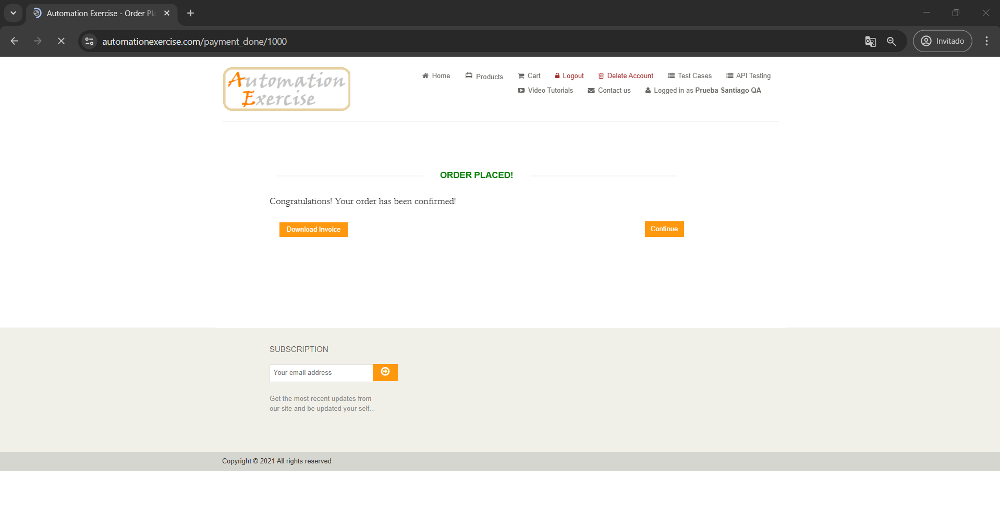 Automation Exercise - Order Pla
automationexercise.com/payment_done/1000
Invitado
Automation
Exercise
Home Products Cart Logout Delete Account Test Cases API Testing
Video Tutorials Contact us Logged in as Prueba Santiago QA
ORDER PLACED!
Congratulations! Your order has been confirmed!
Download Invoice Continue
SUBSCRIPTION
Your email address
Get the most recent updates from
our site and be updated your self...
Copyright © 2021 All rights reserved